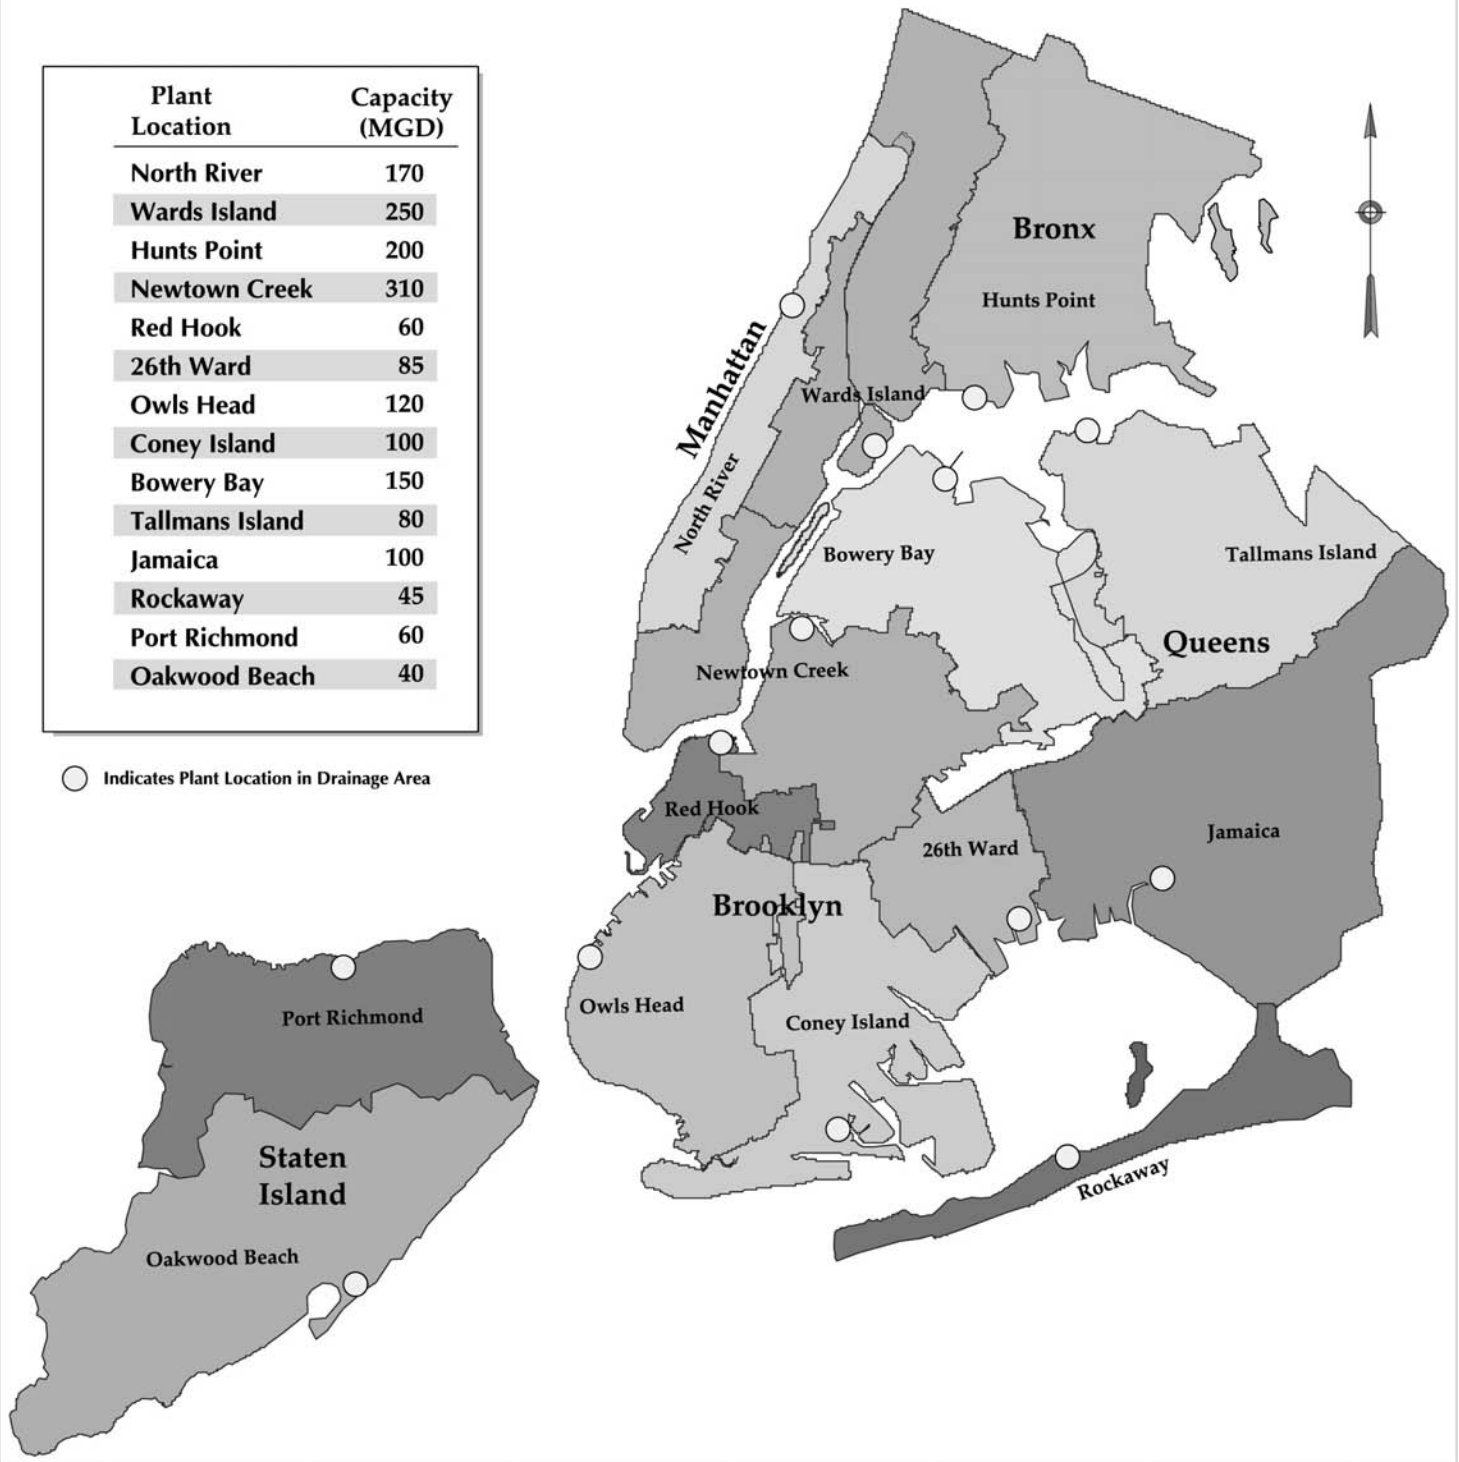 Plant Location
Capacity (MGD)
North River 170
Wards Island 250
Hunts Point 200
Newtown Creek 310
Red Hook 60
26th Ward 85
Owls Head 120
Coney Island 100
Bowery Bay 150
Tallmans Island 80
Jamaica 100
Rockaway 45
Port Richmond 60
Oakwood Beach 40
Indicates Plant Location in Drainage Area
Bronx
Hunts Point
Manhattan
Wards Island
North River
Bowery Bay
Tallmans Island
Queens
Newtown Creek
Red Hook
26th Ward
Jamaica
Brooklyn
Owls Head
Coney Island
Rockaway
Port Richmond
Staten
Island
Oakwood Beach